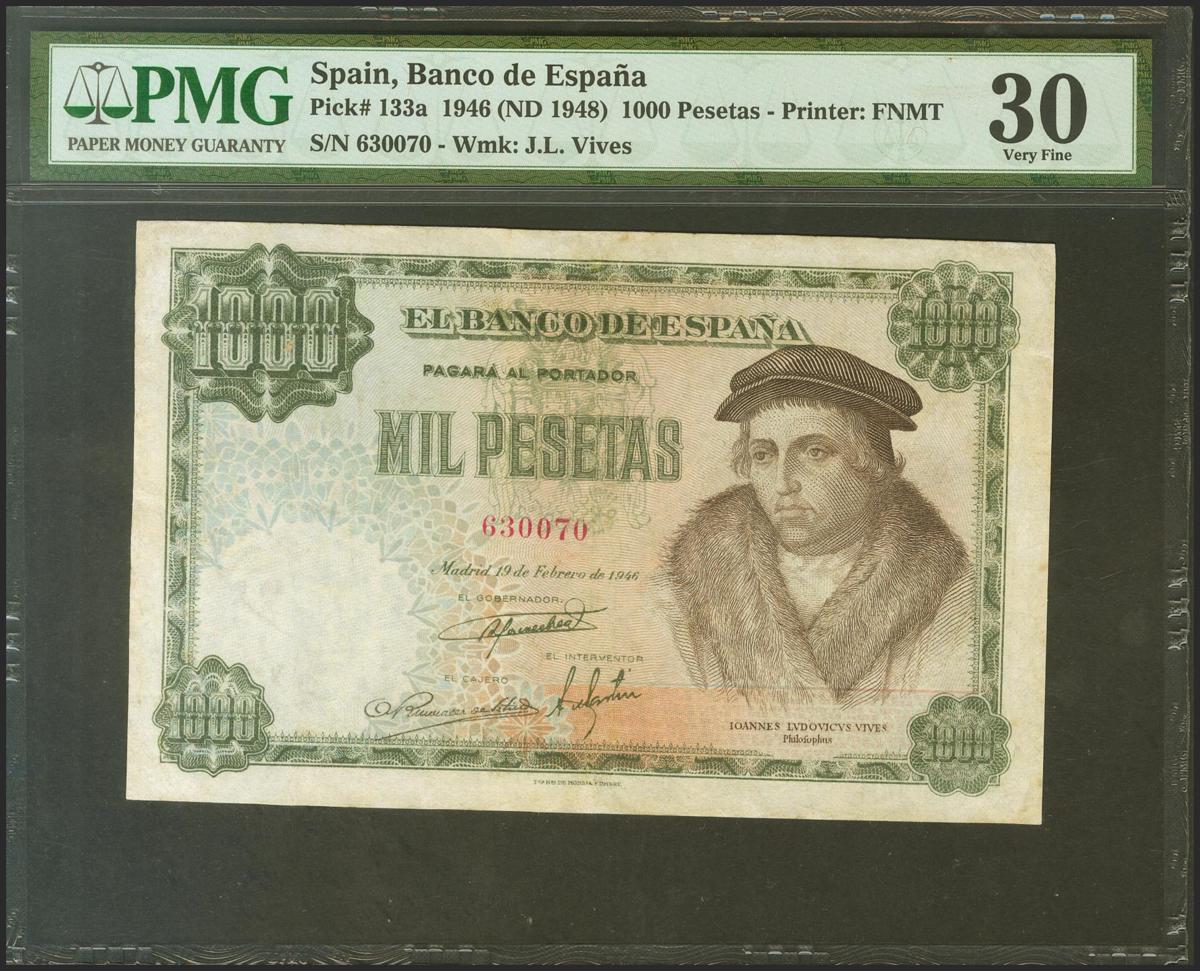 PMG
PAPER MONEY GUARANTY
Spain, Banco de España
Pick# 133a 1946 (ND 1948) 1000 Pesetas - Printer: FNMT
S/N 630070 - Wmk: J.L. Vives
30
Very Fine
1000
1000
EL BANCO DE ESPAÑA
PAGARÁ AL PORTADOR
MIL PESETAS
630070
Madrid 19 de Febrero de 1946
EL GOBERNADOR.
EL INTERVENTOR
EL CAJERO
1000
IOANNES LVDOVICVS VIVES
Philosophus
1000